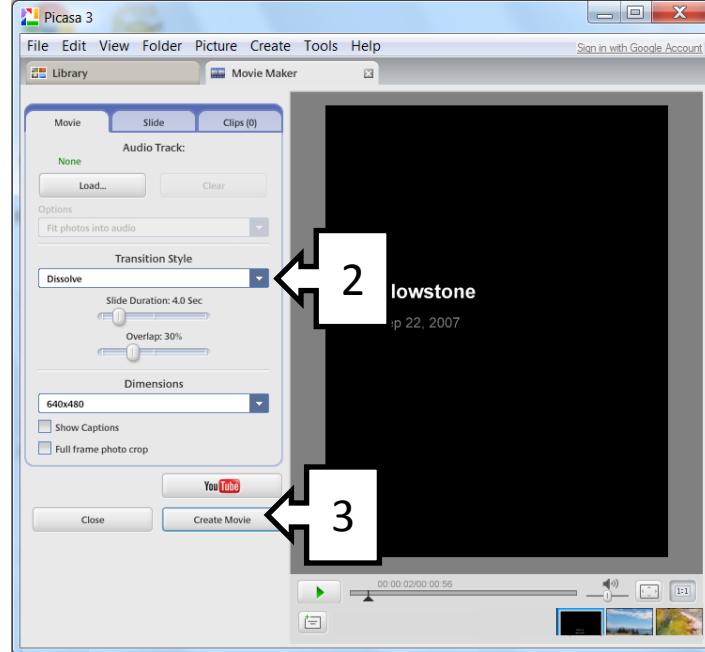 Picasa 3
File Edit View Folder Picture Create Tools Help
Sign in with Google Account
Library
Movie Maker
Movie
Slide
Clips (0)
Audio Track:
None
Load...
Clear
Options
Fit photos into audio
Transition Style
Dissolve
2
Slide Duration: 4.0 Sec
Overlap: 30%
Dimensions
640x480
Show Captions
Full frame photo crop
YouTube
Close
Create Movie
3
lowstone
ep 22, 2007
00:00:02/00:00:56
1:1